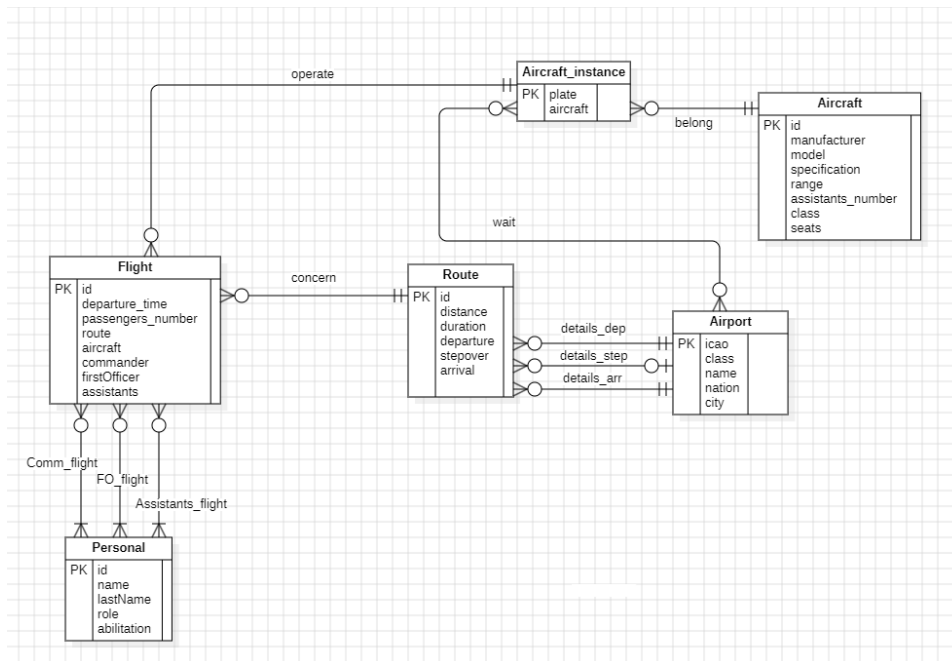 operate
Aircraft_instance
PK plate
aircraft
belong
Aircraft
PK id
manufacturer
model
specification
range
assistants_number
class
seats
wait
Flight
PK id
departure_time
passengers_number
route
aircraft
commander
firstOfficer
assistants
concern
Route
PK id
distance
duration
departure
stepover
arrival
details_dep
details_step
details_arr
Airport
PK icao
class
name
nation
city
Comm_flight
FO_flight
Assistants_flight
Personal
PK id
name
lastName
role
abilitation